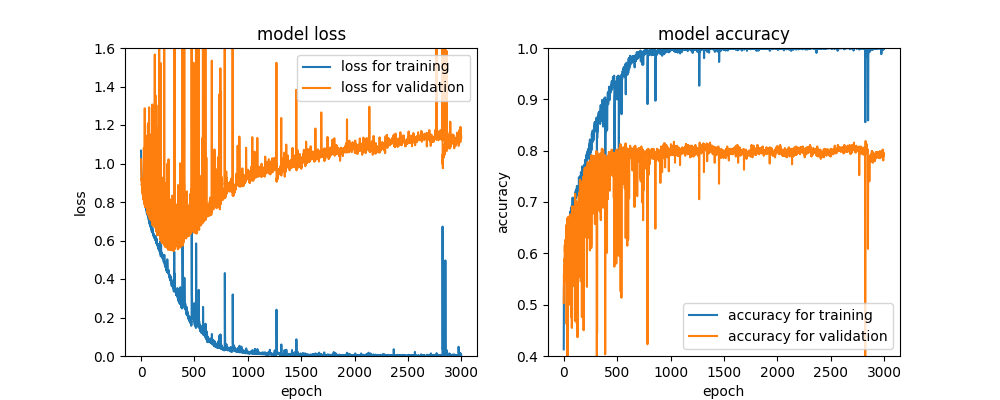 model loss
loss
1.6
1.4
1.2
1.0
0.8
0.6
0.4
0.2
0.0
loss for training
loss for validation
0 500 1000 1500 2000 2500 3000
epoch
model accuracy
accuracy
1.0
0.9
0.8
0.7
0.6
0.5
0.4
accuracy for training
accuracy for validation
0 500 1000 1500 2000 2500 3000
epoch